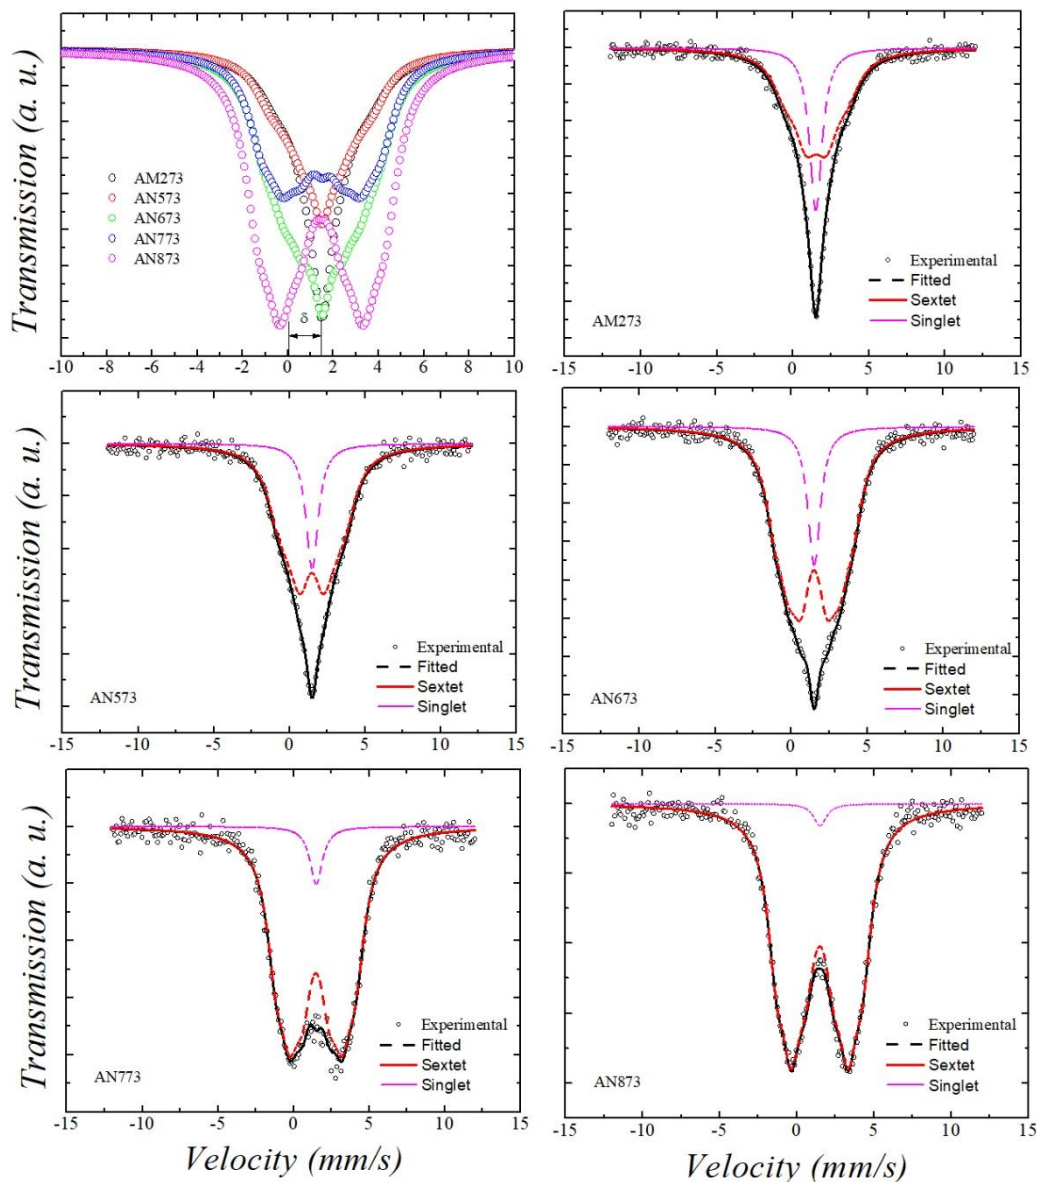 Transmission (a. u.)
AM273
AN573
AN673
AN773
AN873
δ
-10 -8 -6 -4 -2 0 2 4 6 8 10
Experimental
Fitted
Sextet
Singlet
AM273
-15 -10 -5 0 5 10 15
Transmission (a. u.)
Experimental
Fitted
Sextet
Singlet
AN573
-15 -10 -5 0 5 10 15
Experimental
Fitted
Sextet
Singlet
AN673
-15 -10 -5 0 5 10 15
Transmission (a. u.)
Experimental
Fitted
Sextet
Singlet
AN773
-15 -10 -5 0 5 10 15
Velocity (mm/s)
Experimental
Fitted
Sextet
Singlet
AN873
-15 -10 -5 0 5 10 15
Velocity (mm/s)